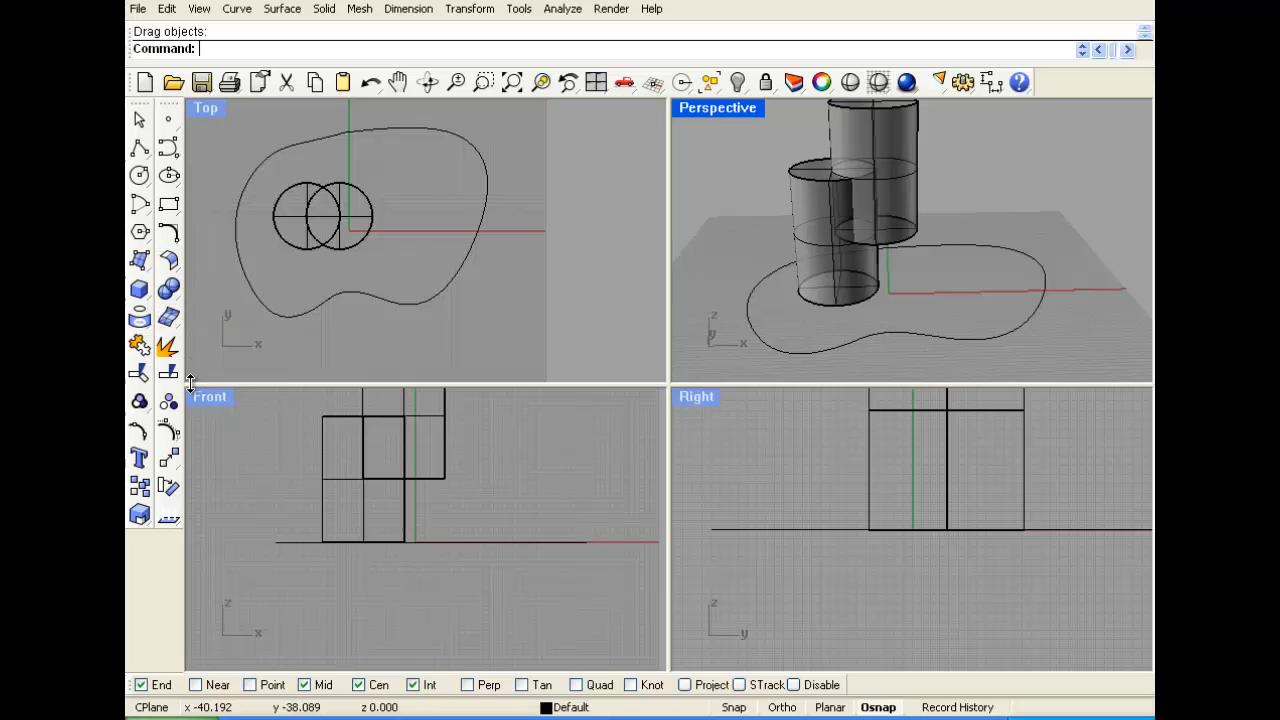 File Edit View Curve Surface Solid Mesh Dimension Transform Tools Analyze Render Help
Drag objects:
Command:
Top
Perspective
y
x
z
y
x
Front
Right
z
x
z
y
End Near Point Mid Cen Int Perp Tan Quad Knot Project STrack Disable
CPlane x -40.192 y -38.089 z 0.000 Default Snap Ortho Planar Osnap Record History